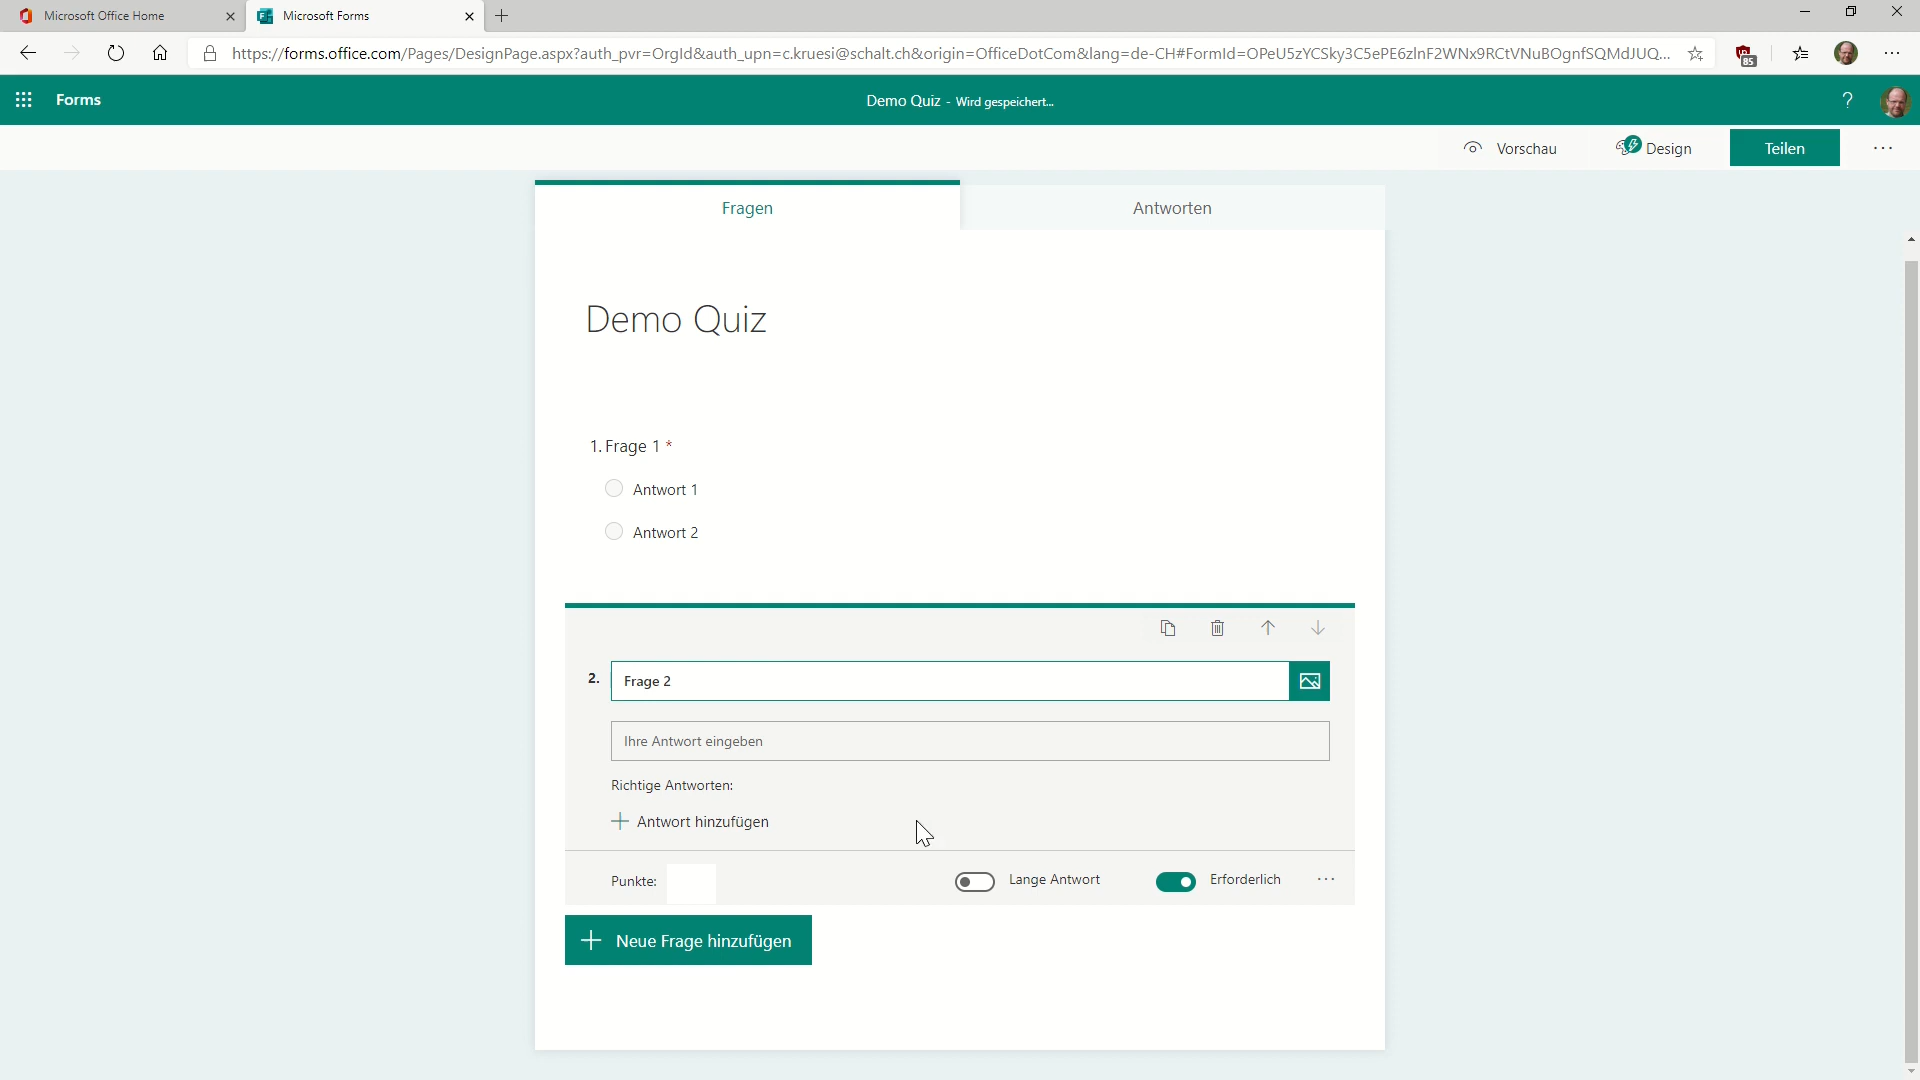 Microsoft Office Home
Microsoft Forms
https://forms.office.com/Pages/DesignPage.aspx?auth_pvr=OrgId&auth_upn=c.kruesi@schalt.ch&origin=OfficeDotCom&lang=de-CH#FormId=OPeU5zYCSky3C5ePE6zlnF2WNx9RCtVNuBOgnfSQMdJUQ...
85
Forms
Demo Quiz - Wird gespeichert...
?
Vorschau
Design
Teilen
Fragen
Antworten
Demo Quiz
1. Frage 1 *
Antwort 1
Antwort 2
2. Frage 2
Ihre Antwort eingeben
Richtige Antworten:
Antwort hinzufügen
Punkte:
Lange Antwort
Erforderlich
Neue Frage hinzufügen